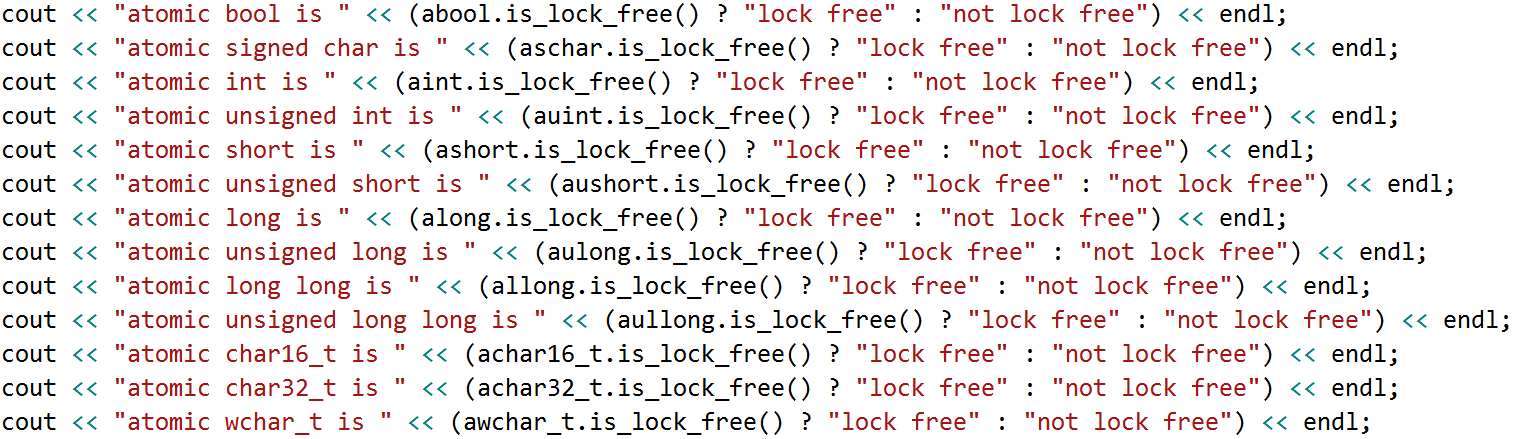 cout << "atomic bool is " << (abool.is_lock_free() ? "lock free" : "not lock free") << endl;
cout << "atomic signed char is " << (aschar.is_lock_free() ? "lock free" : "not lock free") << endl;
cout << "atomic int is " << (aint.is_lock_free() ? "lock free" : "not lock free") << endl;
cout << "atomic unsigned int is " << (auint.is_lock_free() ? "lock free" : "not lock free") << endl;
cout << "atomic short is " << (ashort.is_lock_free() ? "lock free" : "not lock free") << endl;
cout << "atomic unsigned short is " << (aushort.is_lock_free() ? "lock free" : "not lock free") << endl;
cout << "atomic long is " << (along.is_lock_free() ? "lock free" : "not lock free") << endl;
cout << "atomic unsigned long is " << (aulong.is_lock_free() ? "lock free" : "not lock free") << endl;
cout << "atomic long long is " << (allong.is_lock_free() ? "lock free" : "not lock free") << endl;
cout << "atomic unsigned long long is " << (aullong.is_lock_free() ? "lock free" : "not lock free") << endl;
cout << "atomic char16_t is " << (achar16_t.is_lock_free() ? "lock free" : "not lock free") << endl;
cout << "atomic char32_t is " << (achar32_t.is_lock_free() ? "lock free" : "not lock free") << endl;
cout << "atomic wchar_t is " << (awchar_t.is_lock_free() ? "lock free" : "not lock free") << endl;